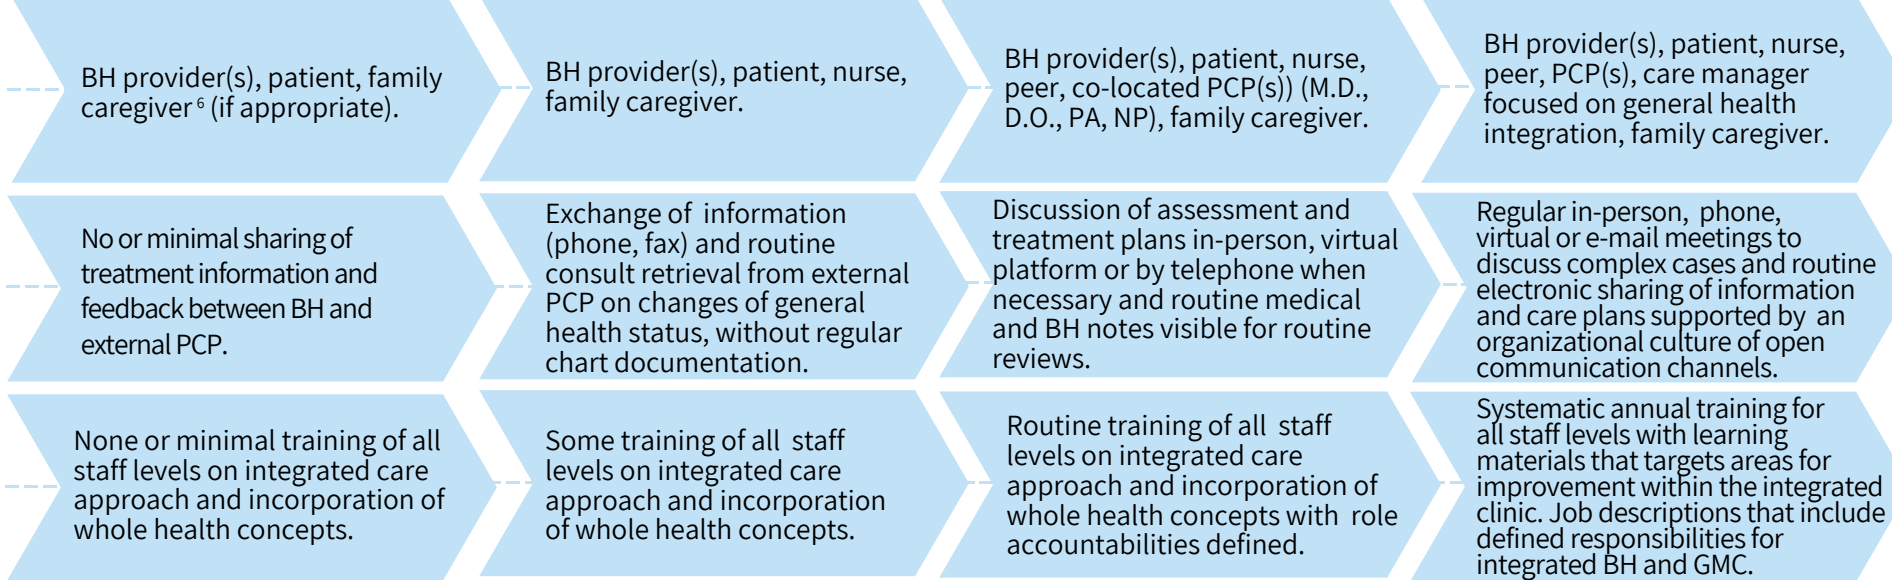 BH provider(s), patient, family
caregiver 6 (if appropriate).
BH provider(s), patient, nurse,
family caregiver.
BH provider(s), patient, nurse,
peer, co-located PCP(s)) (M.D.,
D.O., PA, NP), family caregiver.
BH provider(s), patient, nurse,
peer, PCP(s), care manager
focused on general health
integration, family caregiver.
No or minimal sharing of
treatment information and
feedback between BH and
external PCP.
Exchange of information
(phone, fax) and routine
consult retrieval from external
PCP on changes of general
health status, without regular
chart documentation.
Discussion of assessment and
treatment plans in-person, virtual
platform or by telephone when
necessary and routine medical
and BH notes visible for routine
reviews.
Regular in-person, phone,
virtual or e-mail meetings to
discuss complex cases and routine
electronic sharing of information
and care plans supported by an
organizational culture of open
communication channels.
None or minimal training of all
staff levels on integrated care
approach and incorporation of
whole health concepts.
Some training of all staff
levels on integrated care
approach and incorporation
of whole health concepts.
Routine training of all staff
levels on integrated care
approach and incorporation of
whole health concepts with role
accountabilities defined.
Systematic annual training for
all staff levels with learning
materials that targets areas for
improvement within the integrated
clinic. Job descriptions that include
defined responsibilities for
integrated BH and GMC.